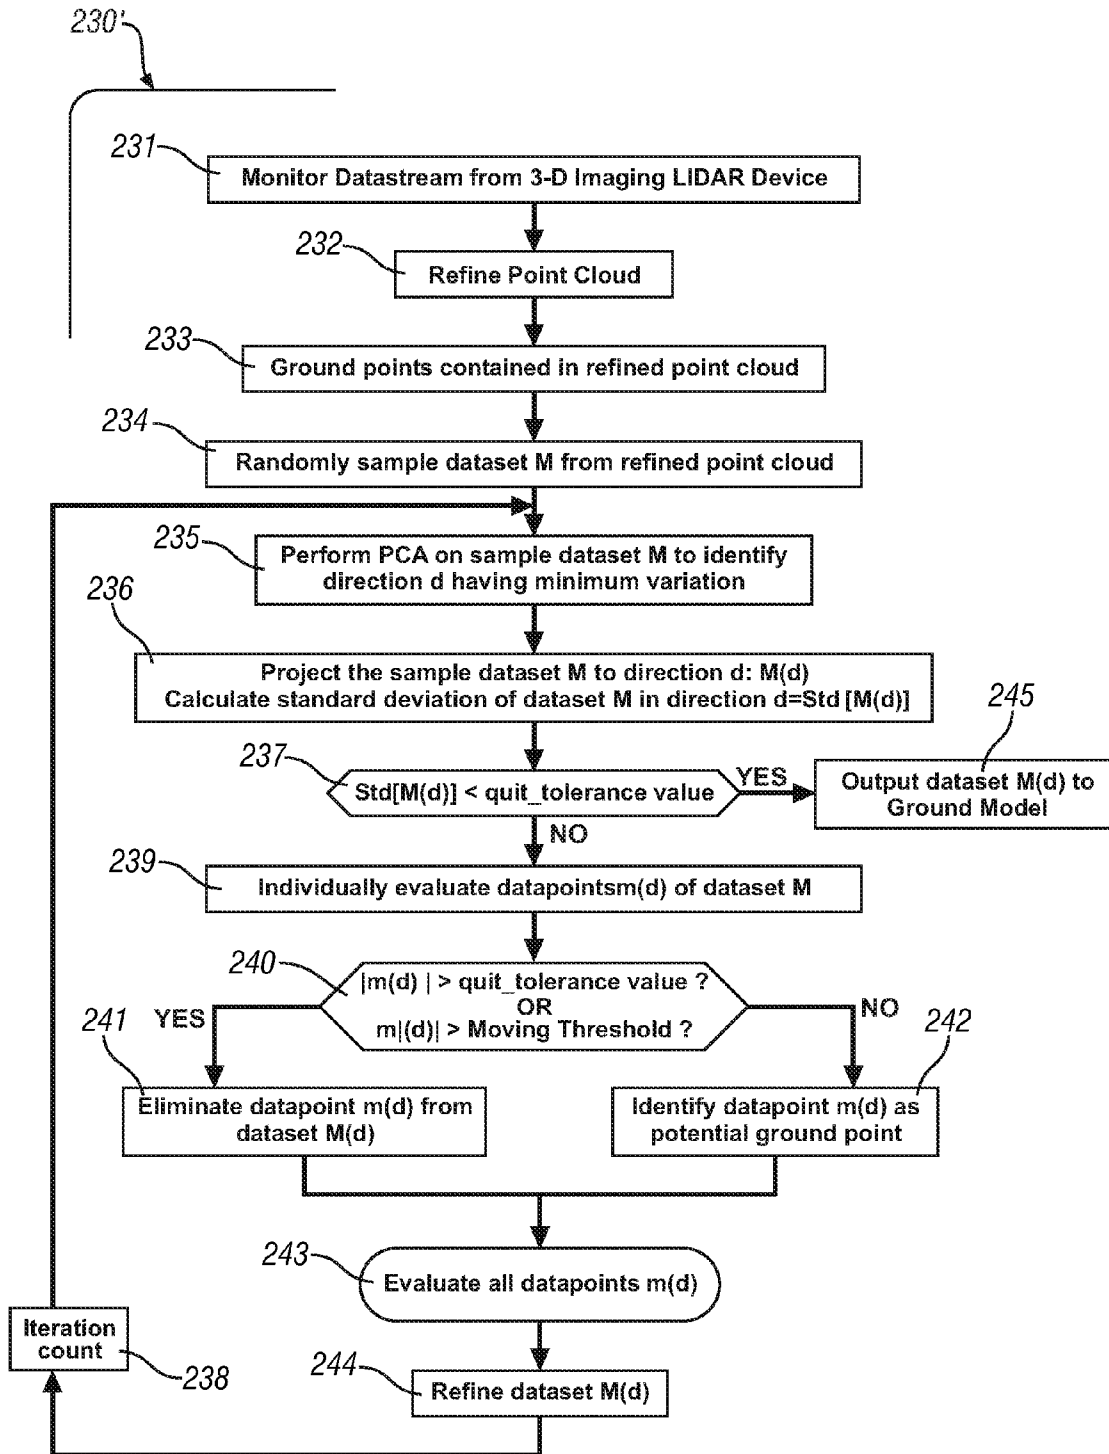 230'
231
Monitor Datastream from 3-D Imaging LIDAR Device
232
Refine Point Cloud
233
Ground points contained in refined point cloud
234
Randomly sample dataset M from refined point cloud
235
Perform PCA on sample dataset M to identify
direction d having minimum variation
236
Project the sample dataset M to direction d: M(d)
Calculate standard deviation of dataset M in direction d=Std [M(d)]
237
Std[M(d)] < quit_tolerance value
YES
245
Output dataset M(d) to
Ground Model
NO
239
Individually evaluate datapointsm(d) of dataset M
240
|m(d) | > quit_tolerance value ?
OR
m|(d)| > Moving Threshold ?
YES
NO
241
Eliminate datapoint m(d) from
dataset M(d)
242
Identify datapoint m(d) as
potential ground point
243
Evaluate all datapoints m(d)
Iteration
count
238
244
Refine dataset M(d)